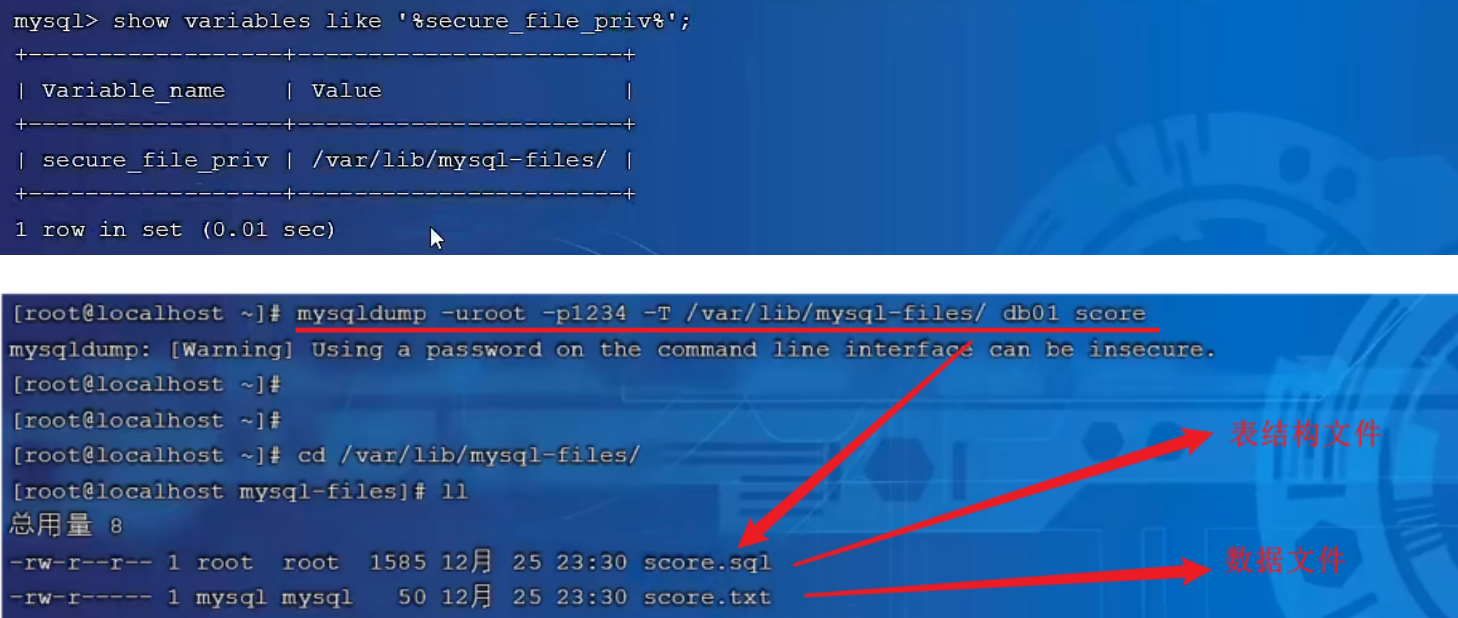 mysql> show variables like '%secure_file_priv%';
+------------------+-----------------------+
| Variable_name    | Value                 |
+------------------+-----------------------+
| secure_file_priv | /var/lib/mysql-files/ |
+------------------+-----------------------+
1 row in set (0.01 sec)
[root@localhost ~]# mysqldump -uroot -p1234 -T /var/lib/mysql-files/ db01 score
mysqldump: [Warning] Using a password on the command line interface can be insecure.
[root@localhost ~]#
[root@localhost ~]#
表结构文件
[root@localhost ~]# cd /var/lib/mysql-files/
[root@localhost mysql-files]# ll
总用量 8
-rw-r--r-- 1 root  root  1585 12月 25 23:30 score.sql
数据文件
-rw-r----- 1 mysql mysql   50 12月 25 23:30 score.txt